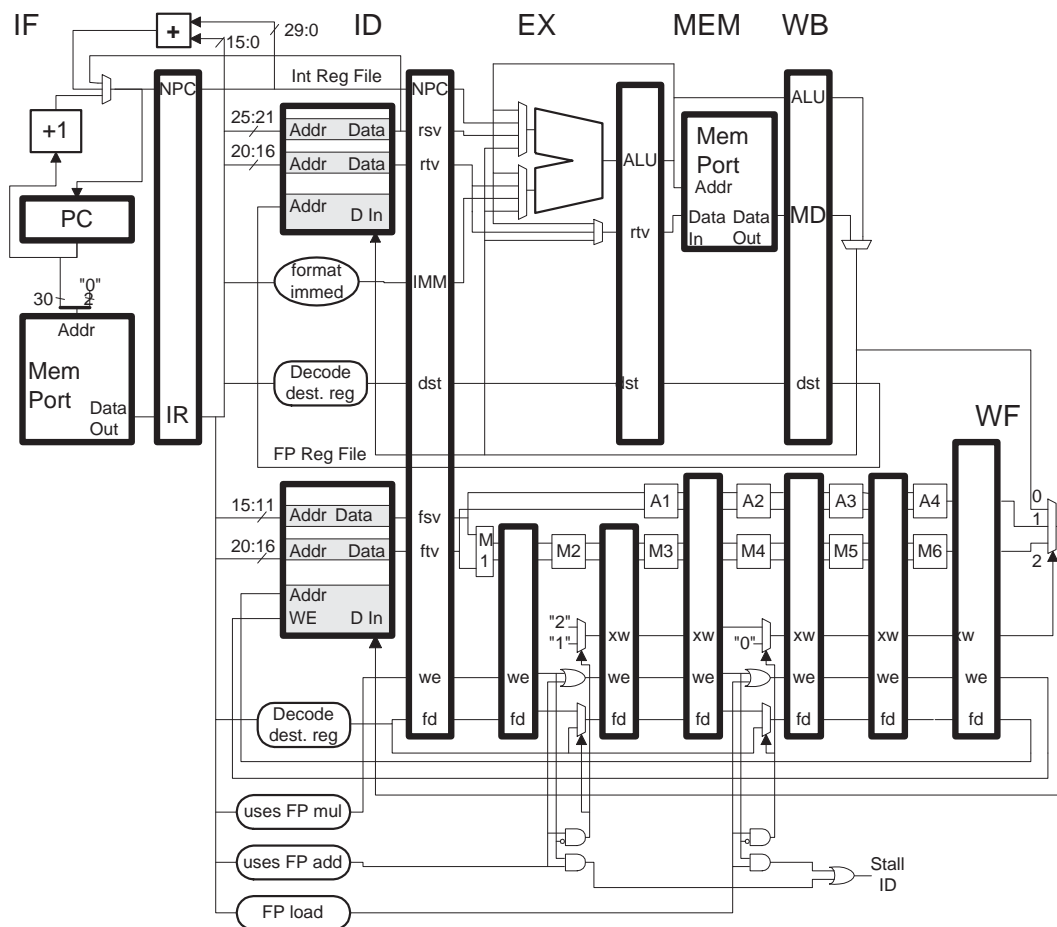 IF
ID
EX
MEM
WB
+
15:0
29:0
Int Reg File
NPC
NPC
ALU
+1
25:21
20:16
Addr Data
Addr Data
Addr
D In
rsv
rtv
ALU
Mem
Port
Addr
Data
In
Data
Out
MD
rtv
PC
format
immed
IMM
30
"0"
2
Addr
Mem
Port
Data
Out
IR
Decode
dest. reg
dst
dst
dst
FP Reg File
WF
15:11
20:16
Addr Data
Addr Data
Addr
WE
D In
fsv
ftv
M
1
M2
A1
M3
A2
M4
A3
M5
A4
M6
0
1
2
"2"
"1"
xw
xw
"0"
xw
xw
xw
we
we
we
we
we
we
we
Decode
dest. reg
fd
fd
fd
fd
fd
fd
fd
uses FP mul
uses FP add
FP load
Stall
ID